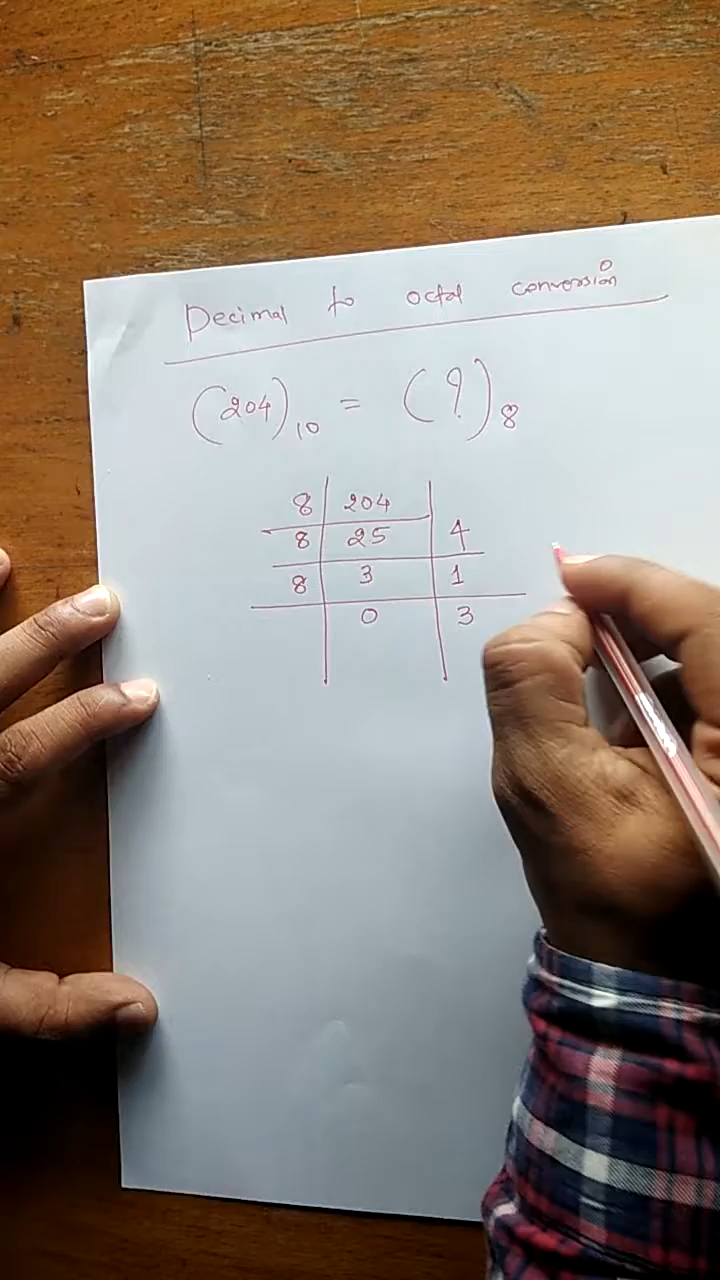 Decimal to octal conversion
(204)10 = (?)8
8 204
8 25 4
8 3 1
0 3